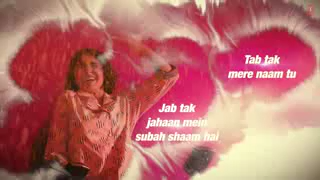 Tab tak
mere naam tu
Jab tak
jahaan mein
subah shaam hai